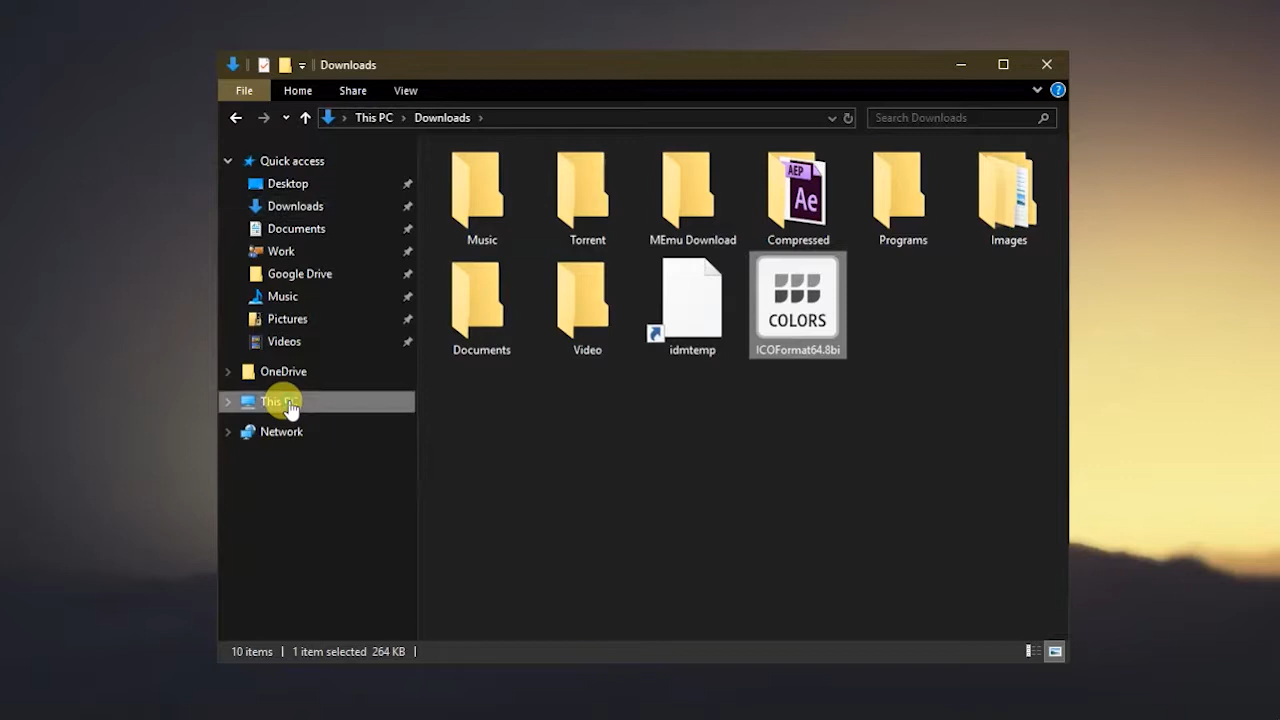 Downloads
File Home Share View
This PC Downloads
Search Downloads
Quick access
Desktop
Downloads
Documents
Work
Google Drive
Music
Pictures
Videos
OneDrive
This PC
Network
Music
Torrent
MEmu Download
AEP
Ae
Compressed
Programs
Images
Documents
Video
idmtemp
COLORS
ICOFormat64.8bi
10 items
1 item selected 264 KB